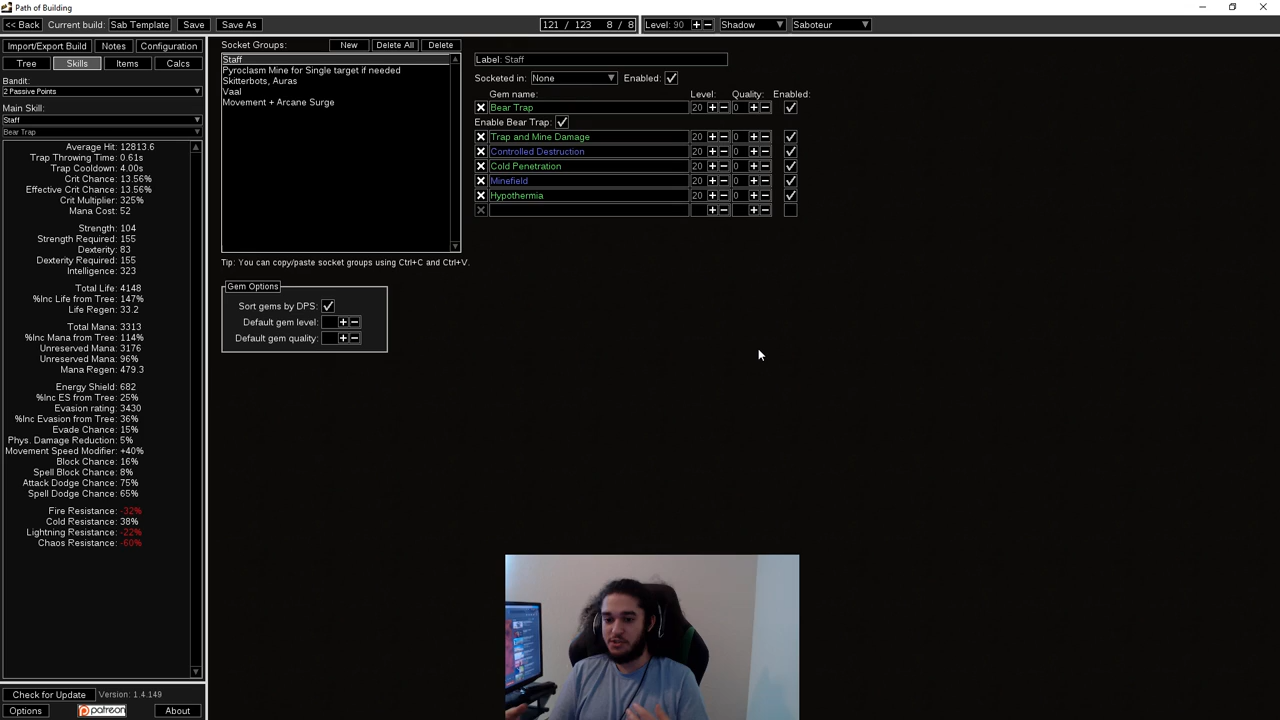 Path of Building
<< Back Current build: Sab Template Save Save As 121 / 123 8 / 8 Level: 90 + − Shadow Saboteur
Import/Export Build Notes Configuration
Tree Skills Items Calcs
Bandit:
2 Passive Points
Main Skill:
Staff
Bear Trap
Average Hit: 12813.6
Trap Throwing Time: 0.61s
Trap Cooldown: 4.00s
Crit Chance: 13.56%
Effective Crit Chance: 13.56%
Crit Multiplier: 325%
Mana Cost: 52
Strength: 104
Strength Required: 155
Dexterity: 83
Dexterity Required: 155
Intelligence: 323
Total Life: 4148
%Inc Life from Tree: 147%
Life Regen: 33.2
Total Mana: 3313
%Inc Mana from Tree: 114%
Unreserved Mana: 3176
Unreserved Mana: 96%
Mana Regen: 479.3
Energy Shield: 682
%Inc ES from Tree: 25%
Evasion rating: 3430
%Inc Evasion from Tree: 36%
Evade Chance: 15%
Phys. Damage Reduction: 5%
Movement Speed Modifier: +40%
Block Chance: 16%
Spell Block Chance: 8%
Attack Dodge Chance: 75%
Spell Dodge Chance: 65%
Fire Resistance: -32%
Cold Resistance: 38%
Lightning Resistance: -22%
Chaos Resistance: -60%
Check for Update Version: 1.4.149
Options patreon About
Socket Groups: New Delete All Delete
Staff
Pyroclasm Mine for Single target if needed
Skitterbots, Auras
Vaal
Movement + Arcane Surge
Tip: You can copy/paste socket groups using Ctrl+C and Ctrl+V.
Gem Options
Sort gems by DPS:
Default gem level: + −
Default gem quality: + −
Label: Staff
Socketed in: None Enabled:
Gem name: Level: Quality: Enabled:
Bear Trap 20 + − 0 + −
Enable Bear Trap:
Trap and Mine Damage 20 + − 0 + −
Controlled Destruction 20 + − 0 + −
Cold Penetration 20 + − 0 + −
Minefield 20 + − 0 + −
Hypothermia 20 + − 0 + −
+ − + −